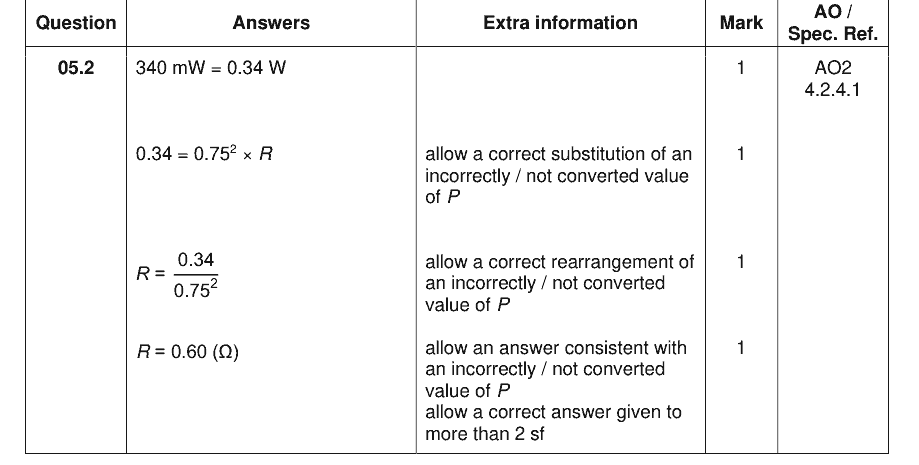 Question Answers Extra information Mark AO / Spec. Ref.
05.2 340 mW = 0.34 W 1 AO2
4.2.4.1
0.34 = 0.75² × R allow a correct substitution of an 1
incorrectly / not converted value
of P
R = 0.34 / 0.75² allow a correct rearrangement of 1
an incorrectly / not converted
value of P
R = 0.60 (Ω) allow an answer consistent with 1
an incorrectly / not converted
value of P
allow a correct answer given to
more than 2 sf